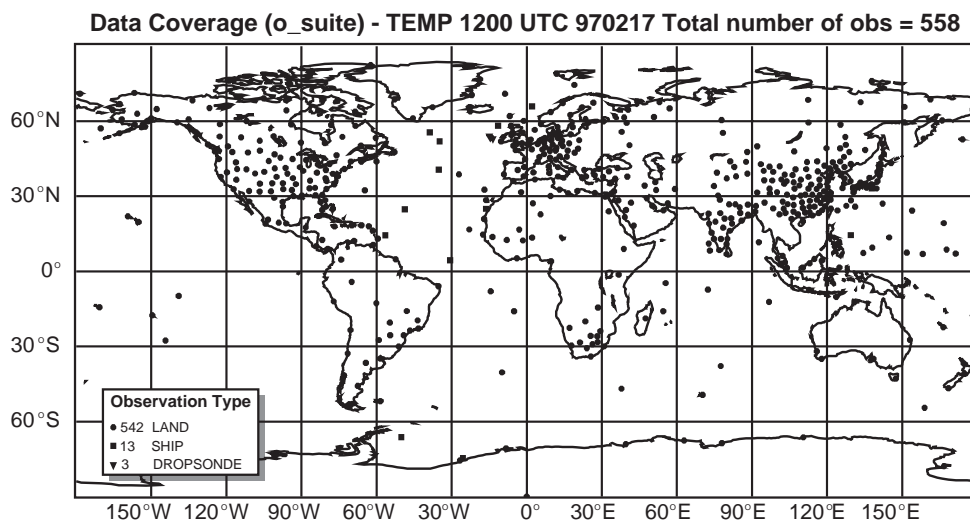 Data Coverage (o_suite) - TEMP 1200 UTC 970217 Total number of obs = 558
60°N
30°N
0°
30°S
60°S
Observation Type
542 LAND
13 SHIP
3 DROPSONDE
150°W 120°W 90°W 60°W 30°W 0° 30°E 60°E 90°E 120°E 150°E